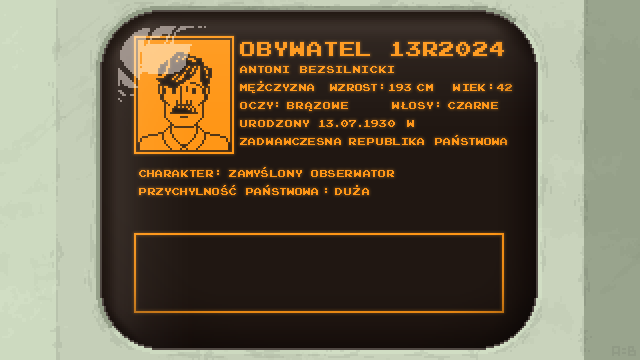 OBYWATEL 13R2024
ANTONI BEZSILNICKI
MĘŻCZYZNA WZROST: 193 CM WIEK: 42
OCZY: BRĄZOWE WŁOSY: CZARNE
URODZONY 13.07.1930 W
ZADWAWCZESNA REPUBLIKA PAŃSTWOWA
CHARAKTER: ZAMYŚLONY OBSERWATOR
PRZYCHYLNOŚĆ PAŃSTWOWA: DUŻA